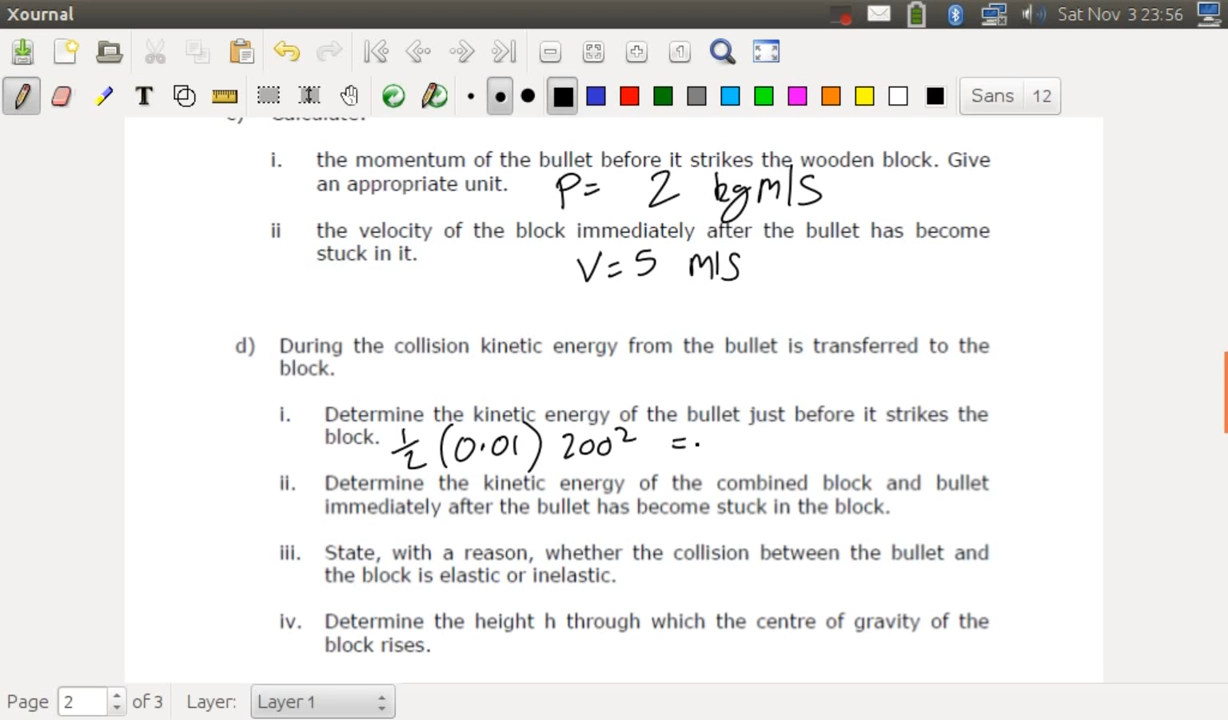 Xournal
Sat Nov 3 23:56
Sans 12
i. the momentum of the bullet before it strikes the wooden block. Give
an appropriate unit. P= 2 kgm/s
ii the velocity of the block immediately after the bullet has become
stuck in it. V= 5 m/s
d) During the collision kinetic energy from the bullet is transferred to the
block.
i. Determine the kinetic energy of the bullet just before it strikes the
block. 1/2 (0.01) 200² =
ii. Determine the kinetic energy of the combined block and bullet
immediately after the bullet has become stuck in the block.
iii. State, with a reason, whether the collision between the bullet and
the block is elastic or inelastic.
iv. Determine the height h through which the centre of gravity of the
block rises.
Page 2 of 3 Layer: Layer 1